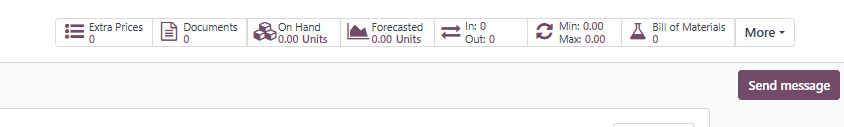 Extra Prices
0
Documents
0
On Hand
0.00 Units
Forecasted
0.00 Units
In: 0
Out: 0
Min: 0.00
Max: 0.00
Bill of Materials
0
More
Send message